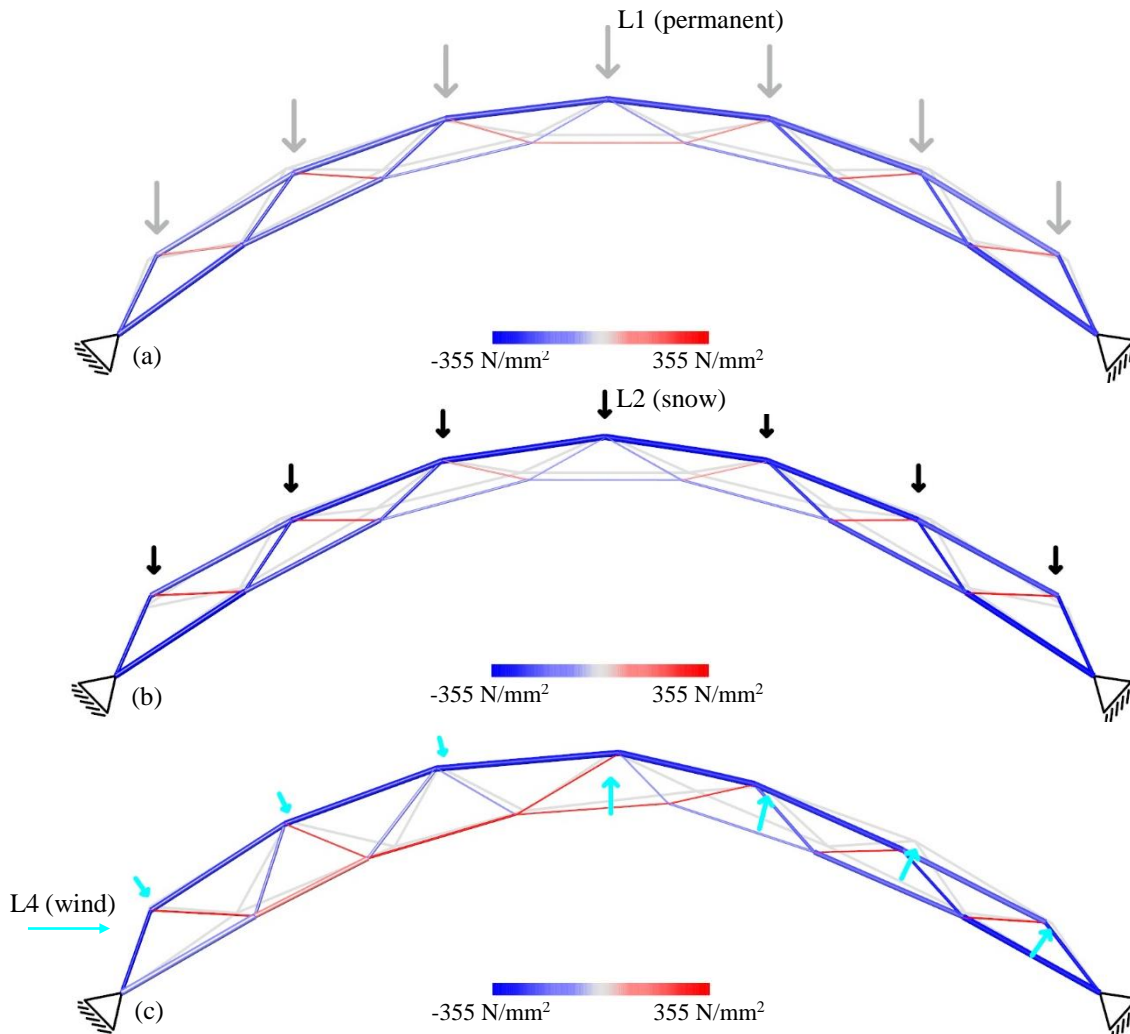 L1 (permanent)
(a)
-355 N/mm²
355 N/mm²
L2 (snow)
(b)
-355 N/mm²
355 N/mm²
L4 (wind)
(c)
-355 N/mm²
355 N/mm²